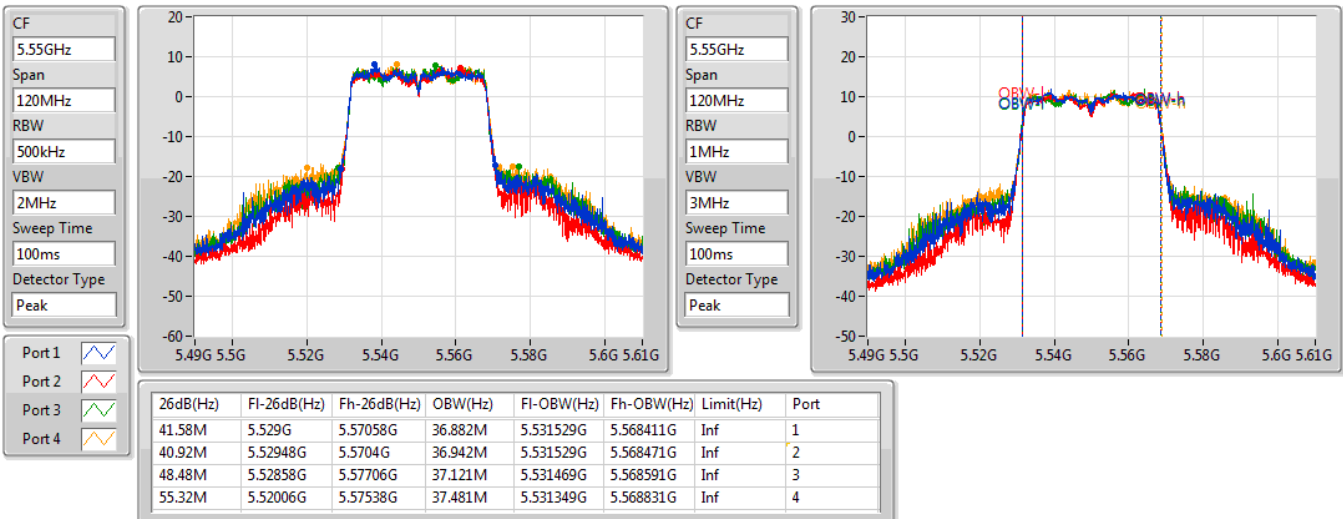 CF
5.55GHz
Span
120MHz
RBW
500kHz
VBW
2MHz
Sweep Time
100ms
Detector Type
Peak
20
10
0
-10
-20
-30
-40
-50
-60
5.49G 5.5G 5.52G 5.54G 5.56G 5.58G 5.6G 5.61G
CF
5.55GHz
Span
120MHz
RBW
1MHz
VBW
3MHz
Sweep Time
100ms
Detector Type
Peak
30
20
10
0
-10
-20
-30
-40
-50
OBW-h
5.49G 5.5G 5.52G 5.54G 5.56G 5.58G 5.6G 5.61G
Port 1
Port 2
Port 3
Port 4
26dB(Hz) Fl-26dB(Hz) Fh-26dB(Hz) OBW(Hz) Fl-OBW(Hz) Fh-OBW(Hz) Limit(Hz) Port
41.58M 5.529G 5.57058G 36.882M 5.531529G 5.568411G Inf 1
40.92M 5.52948G 5.5704G 36.942M 5.531529G 5.568471G Inf 2
48.48M 5.52858G 5.57706G 37.121M 5.531469G 5.568591G Inf 3
55.32M 5.52006G 5.57538G 37.481M 5.531349G 5.568831G Inf 4